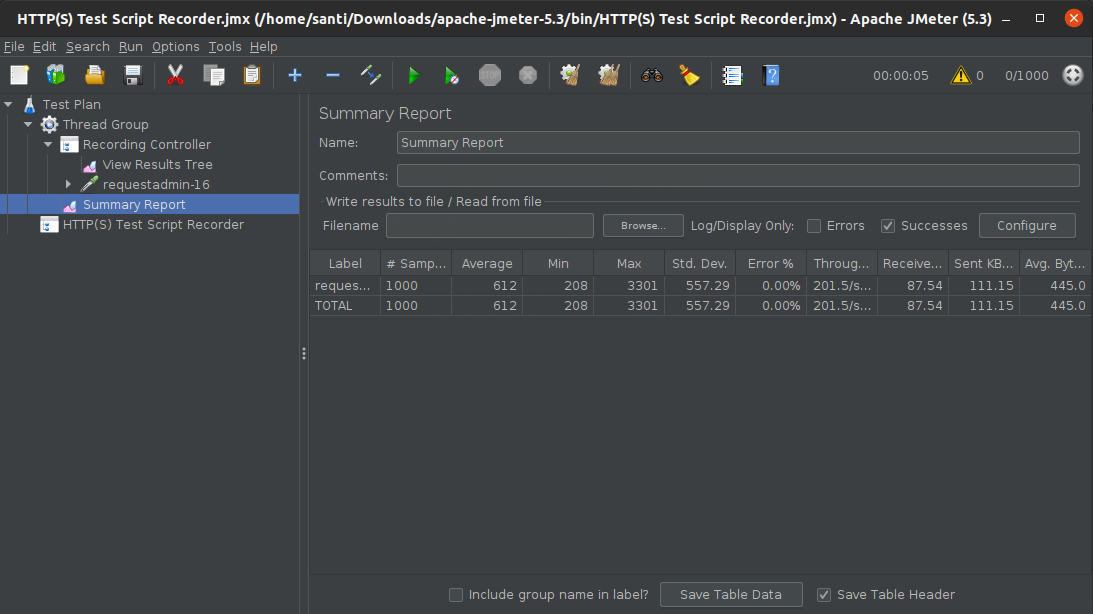 HTTP(S) Test Script Recorder.jmx (/home/santi/Downloads/apache-jmeter-5.3/bin/HTTP(S) Test Script Recorder.jmx) - Apache JMeter (5.3)
File Edit Search Run Options Tools Help
STOP 00:00:05 0 0/1000
Test Plan
Thread Group
Recording Controller
View Results Tree
requestadmin-16
Summary Report
HTTP(S) Test Script Recorder
Summary Report
Name: Summary Report
Comments:
Write results to file / Read from file
Filename Browse... Log/Display Only: Errors Successes Configure
Label # Samp... Average Min Max Std. Dev. Error % Throug... Receive... Sent KB... Avg. Byt...
reques... 1000 612 208 3301 557.29 0.00% 201.5/s... 87.54 111.15 445.0
TOTAL 1000 612 208 3301 557.29 0.00% 201.5/s... 87.54 111.15 445.0
Include group name in label? Save Table Data Save Table Header